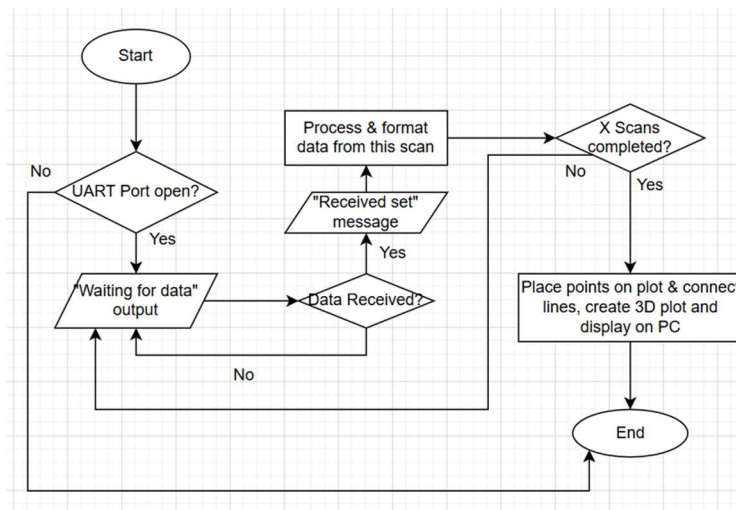 Start
No
UART Port open?
Yes
"Waiting for data"
output
Data Received?
No
Yes
"Received set"
message
Process & format
data from this scan
X Scans
completed?
No
Yes
Place points on plot & connect
lines, create 3D plot and
display on PC
End